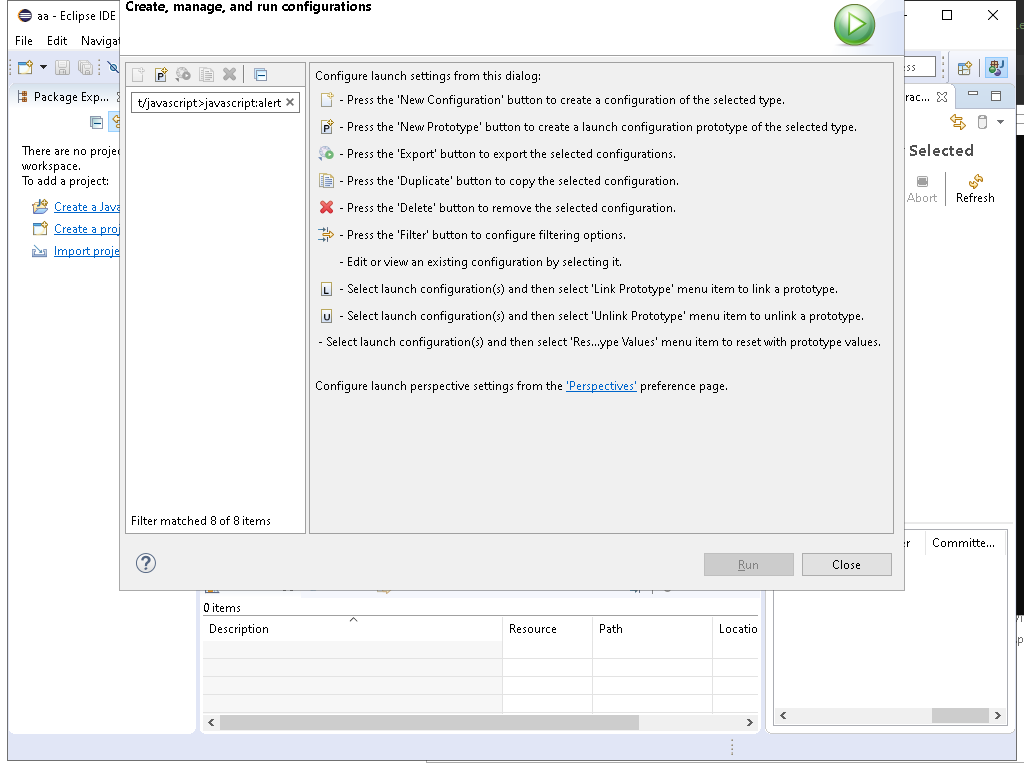 Create, manage, and run configurations
aa - Eclipse IDE
File Edit Navigat
Package Exp...
There are no projec
workspace.
To add a project:
Create a Java
Create a proj
Import proje
t/javascript>javascript:alert
Filter matched 8 of 8 items
Configure launch settings from this dialog:
- Press the 'New Configuration' button to create a configuration of the selected type.
- Press the 'New Prototype' button to create a launch configuration prototype of the selected type.
- Press the 'Export' button to export the selected configurations.
- Press the 'Duplicate' button to copy the selected configuration.
- Press the 'Delete' button to remove the selected configuration.
- Press the 'Filter' button to configure filtering options.
- Edit or view an existing configuration by selecting it.
L - Select launch configuration(s) and then select 'Link Prototype' menu item to link a prototype.
U - Select launch configuration(s) and then select 'Unlink Prototype' menu item to unlink a prototype.
- Select launch configuration(s) and then select 'Res...ype Values' menu item to reset with prototype values.
Configure launch perspective settings from the 'Perspectives' preference page.
Run Close
ss
rac...
Selected
Abort Refresh
er Committe...
0 items
Description Resource Path Locatio